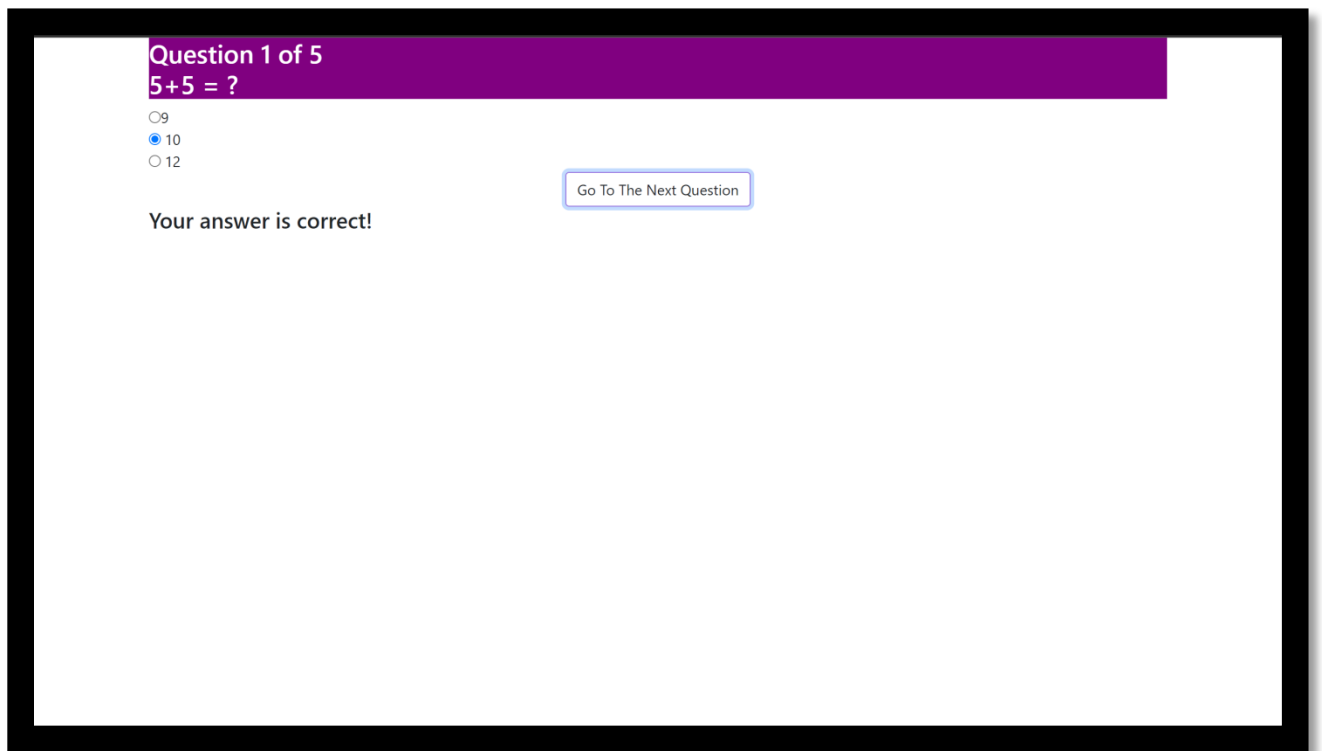 Question 1 of 5
5+5 = ?
9
10
12
Go To The Next Question
Your answer is correct!